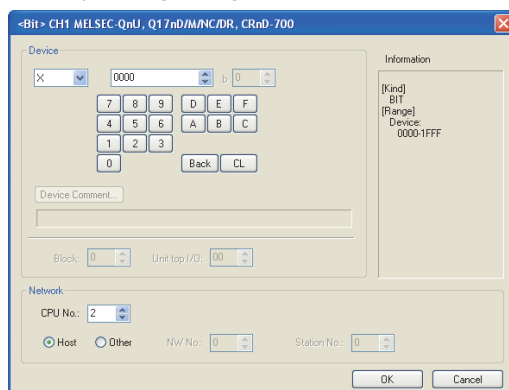 <Bit> CH1 MELSEC-QnU, Q17nD/M/NC/DR, CRnD-700
Device
X 0000 .b 0
7 8 9 D E F
4 5 6 A B C
1 2 3
0 Back CL
Device Comment...
Block: 0 Unit top I/O: 00
Information
[Kind]
BIT
[Range]
Device:
0000-1FFF
Network
CPU No.: 2
Host Other NW No.: 0 Station No.: 0
OK Cancel